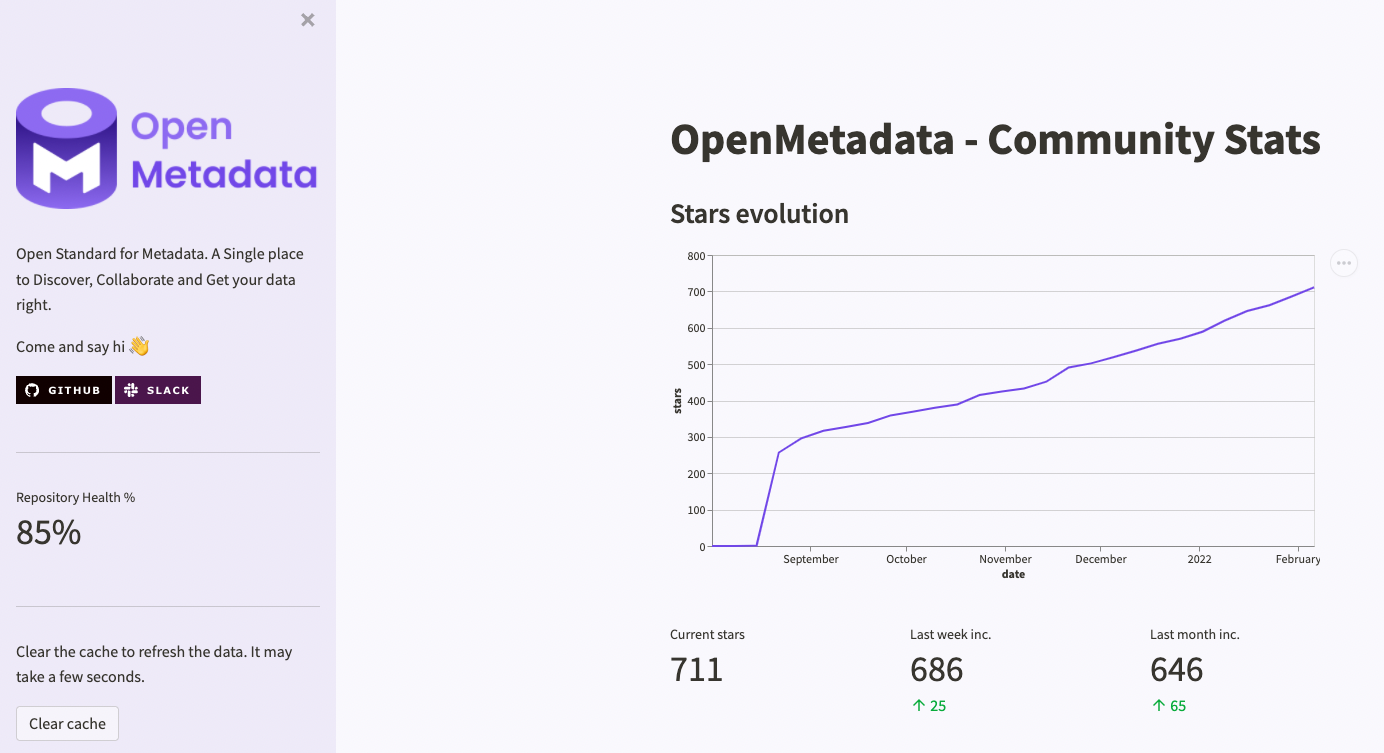 ×
Open
Metadata
Open Standard for Metadata. A Single place
to Discover, Collaborate and Get your data
right.
Come and say hi 👋
GITHUB SLACK
Repository Health %
85%
Clear the cache to refresh the data. It may
take a few seconds.
Clear cache
OpenMetadata - Community Stats
Stars evolution
800
700
600
500
400
300
200
100
0
stars
September October November December 2022 February
date
Current stars Last week inc. Last month inc.
711 686 646
↑ 25 ↑ 65